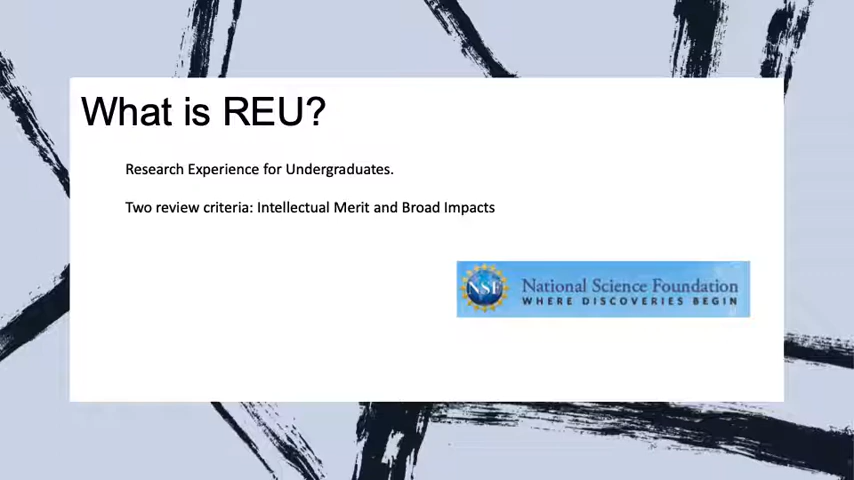 What is REU?
Research Experience for Undergraduates.
Two review criteria: Intellectual Merit and Broad Impacts
NSF
National Science Foundation
WHERE DISCOVERIES BEGIN